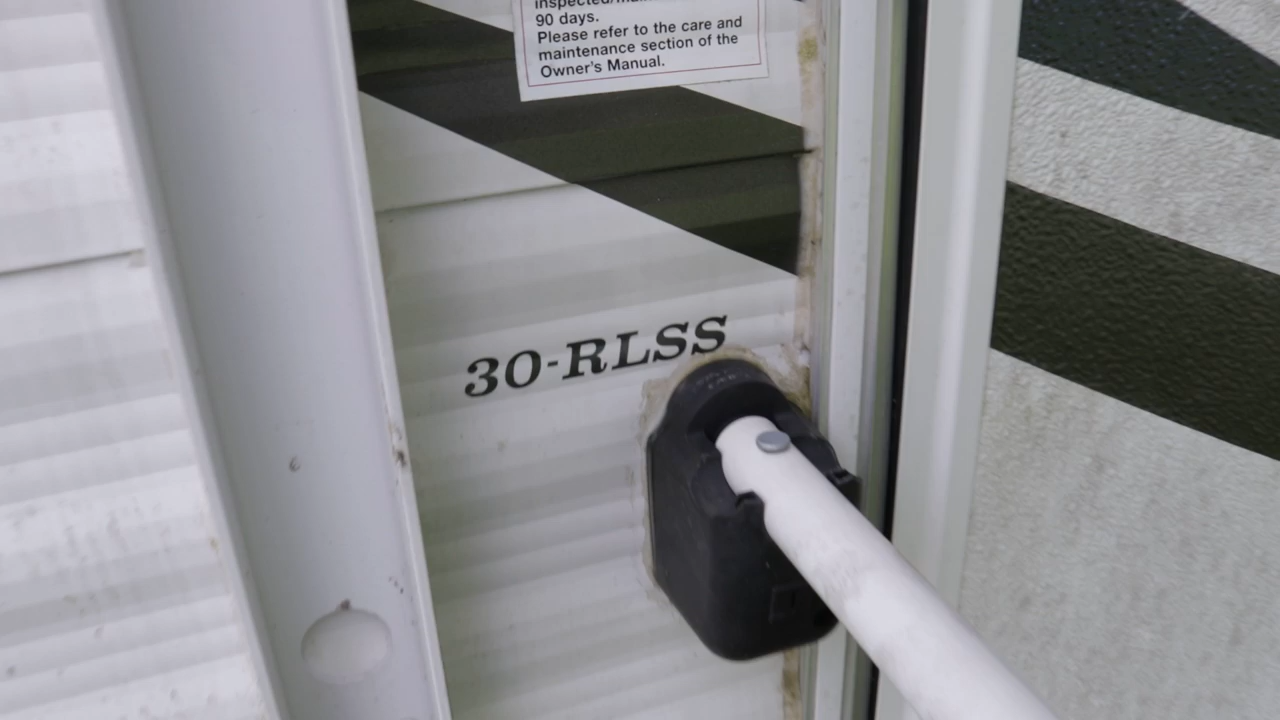 90 days.
Please refer to the care and
maintenance section of the
Owner's Manual.
30-RLSS